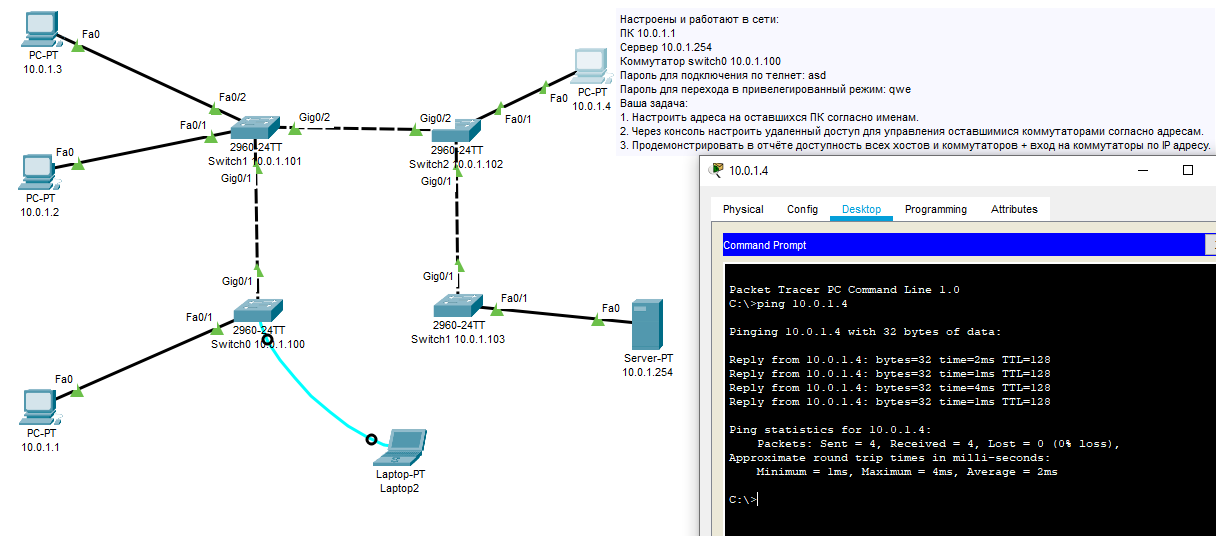 Fa0
PC-PT
10.0.1.3
Fa0/2
Fa0/1
2960-24TT
Switch1 10.0.1.101
Gig0/1
Gig0/2
Fa0
PC-PT
10.0.1.2
Gig0/2
Fa0/1
2960-24TT
Switch2 10.0.1.102
Gig0/1
Fa0
PC-PT
10.0.1.4
Gig0/1
Fa0/1
2960-24TT
Switch0 10.0.1.100
Gig0/1
Fa0/1
2960-24TT
Switch1 10.0.1.103
Fa0
Server-PT
10.0.1.254
Fa0
PC-PT
10.0.1.1
Laptop-PT
Laptop2
Настроены и работают в сети:
ПК 10.0.1.1
Сервер 10.0.1.254
Коммутатор switch0 10.0.1.100
Пароль для подключения по телнет: asd
Пароль для перехода в привелегированный режим: qwe
Ваша задача:
1. Настроить адреса на оставшихся ПК согласно именам.
2. Через консоль настроить удаленный доступ для управления оставшимися коммутаторами согласно адресам.
3. Продемонстрировать в отчёте доступность всех хостов и коммутаторов + вход на коммутаторы по IP адресу.
10.0.1.4
Physical Config Desktop Programming Attributes
Command Prompt
Packet Tracer PC Command Line 1.0
C:\>ping 10.0.1.4
Pinging 10.0.1.4 with 32 bytes of data:
Reply from 10.0.1.4: bytes=32 time=2ms TTL=128
Reply from 10.0.1.4: bytes=32 time=1ms TTL=128
Reply from 10.0.1.4: bytes=32 time=4ms TTL=128
Reply from 10.0.1.4: bytes=32 time=1ms TTL=128
Ping statistics for 10.0.1.4:
Packets: Sent = 4, Received = 4, Lost = 0 (0% loss),
Approximate round trip times in milli-seconds:
Minimum = 1ms, Maximum = 4ms, Average = 2ms
C:\>